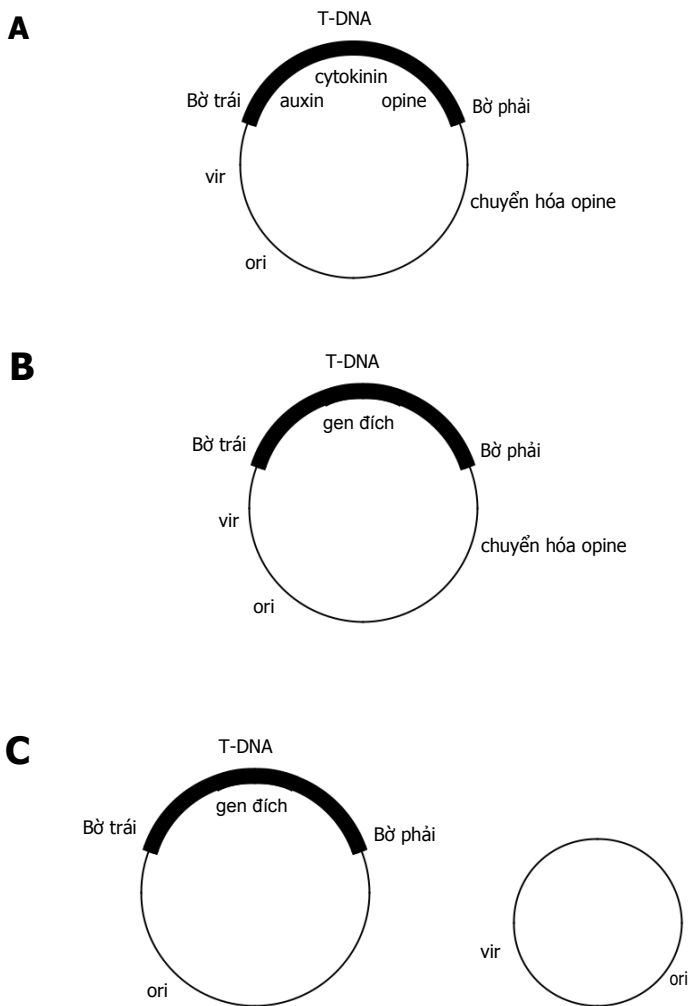 A
T-DNA
cytokinin
Bờ trái auxin opine Bờ phải
vir
chuyển hóa opine
ori
B
T-DNA
gen đích
Bờ trái Bờ phải
vir
chuyển hóa opine
ori
C
T-DNA
gen đích
Bờ trái Bờ phải
vir
ori
ori